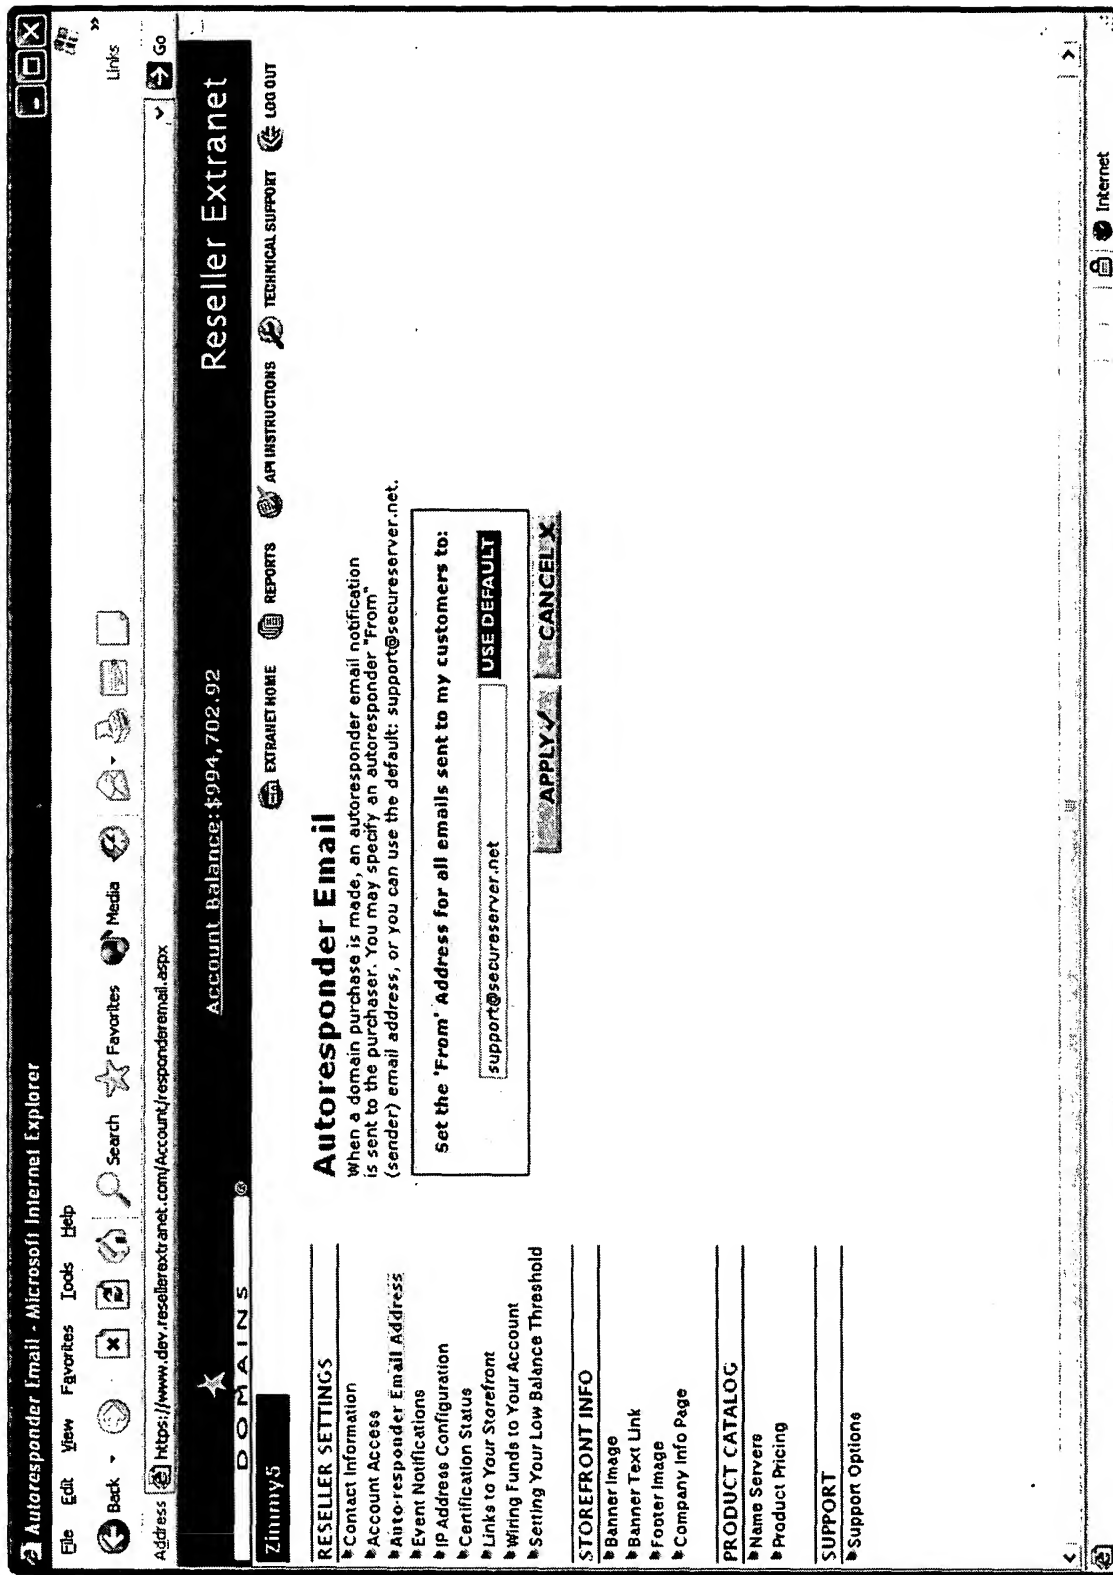 Autoresponder Email - Microsoft Internet Explorer
File Edit View Favorites Tools Help
Back Search Favorites Media
Links »
Address https://www.dev.resellerextranet.com/Account/responderemail.aspx Go
DOMAINS ®
Account Balance:$994,702.92
Reseller Extranet
Zimmy5
EXTRANET HOME REPORTS API INSTRUCTIONS TECHNICAL SUPPORT LOG OUT
RESELLER SETTINGS
Contact Information
Account Access
Auto-responder Email Address
Event Notifications
IP Address Configuration
Certification Status
Links to Your Storefront
Wiring Funds to Your Account
Setting Your Low Balance Threshold
STOREFRONT INFO
Banner Image
Banner Text Link
Footer Image
Company Info Page
PRODUCT CATALOG
Name Servers
Product Pricing
SUPPORT
Support Options
Autoresponder Email
When a domain purchase is made, an autoresponder email notification
is sent to the purchaser. You may specify an autoresponder "From"
(sender) email address, or you can use the default: support@secureserver.net.
Set the 'From' Address for all emails sent to my customers to:
support@secureserver.net USE DEFAULT
APPLY ✓ CANCEL X
Internet